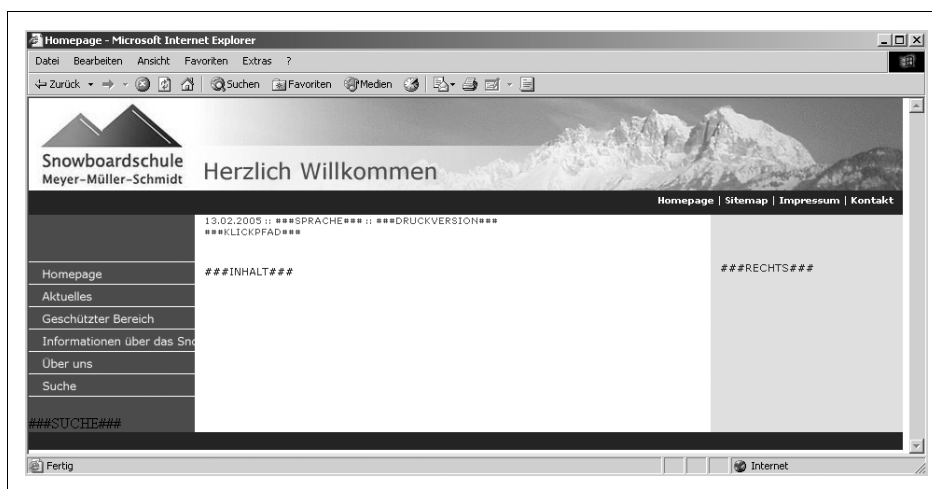 Homepage - Microsoft Internet Explorer
Datei Bearbeiten Ansicht Favoriten Extras ?
Zurück Suchen Favoriten Medien
Snowboardschule
Meyer-Müller-Schmidt
Herzlich Willkommen
Homepage | Sitemap | Impressum | Kontakt
13.02.2005 :: ###SPRACHE### :: ###DRUCKVERSION###
###KLICKPFAD###
Homepage
Aktuelles
Geschützter Bereich
Informationen über das Sno
Über uns
Suche
###SUCHE###
###INHALT###
###RECHTS###
Fertig
Internet